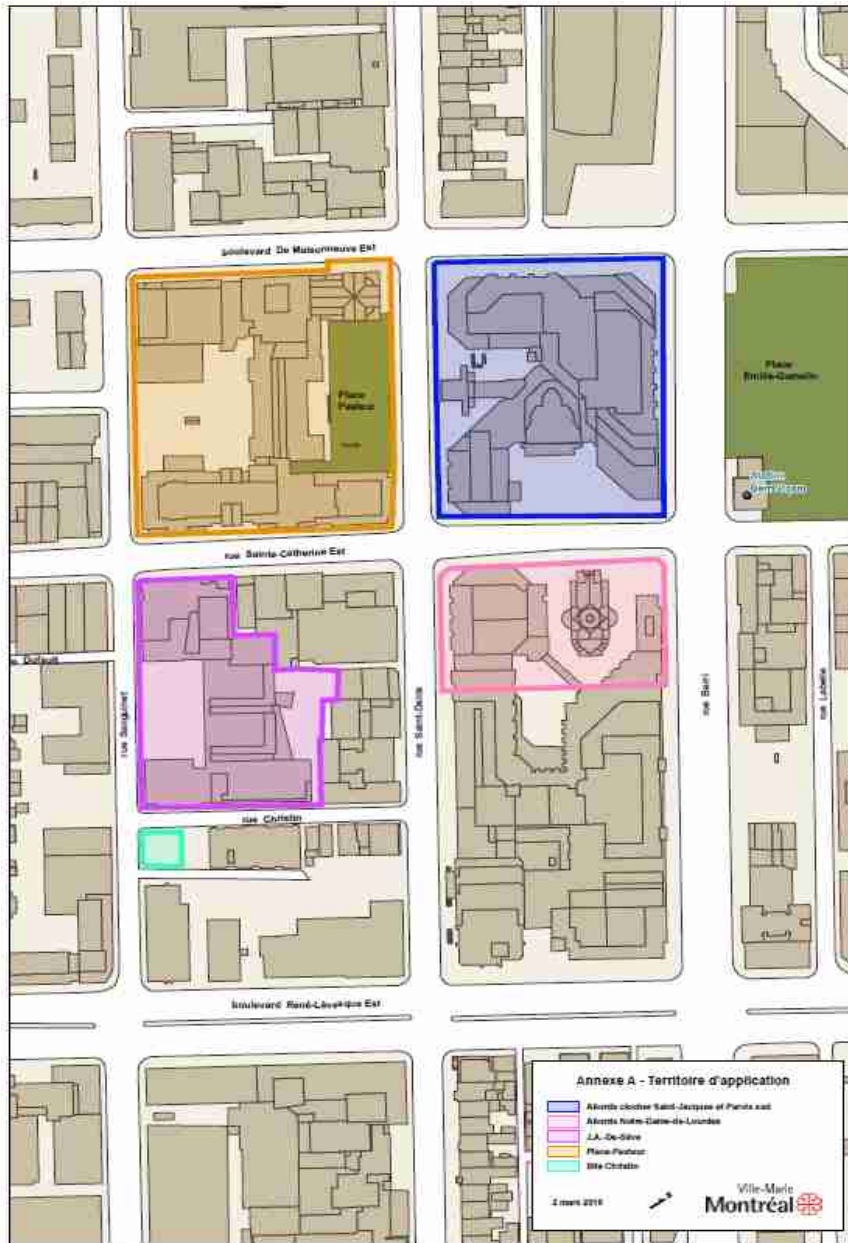 boulevard De Maisonneuve Est
Place
Pasteur
Place
Emilie-Gamelin
rue Sainte-Catherine Est
rue Sanguinet
rue Saint-Denis
rue Berri
rue Labelle
rue Christin
boulevard René-Lévesque Est
Annexe A - Territoire d'application
Abords clocher Saint-Jacques et Parvis sud
Abords Notre-Dame-de-Lourdes
J.A.-De-Sève
Place-Pasteur
Site Christin
Ville-Marie
Montréal